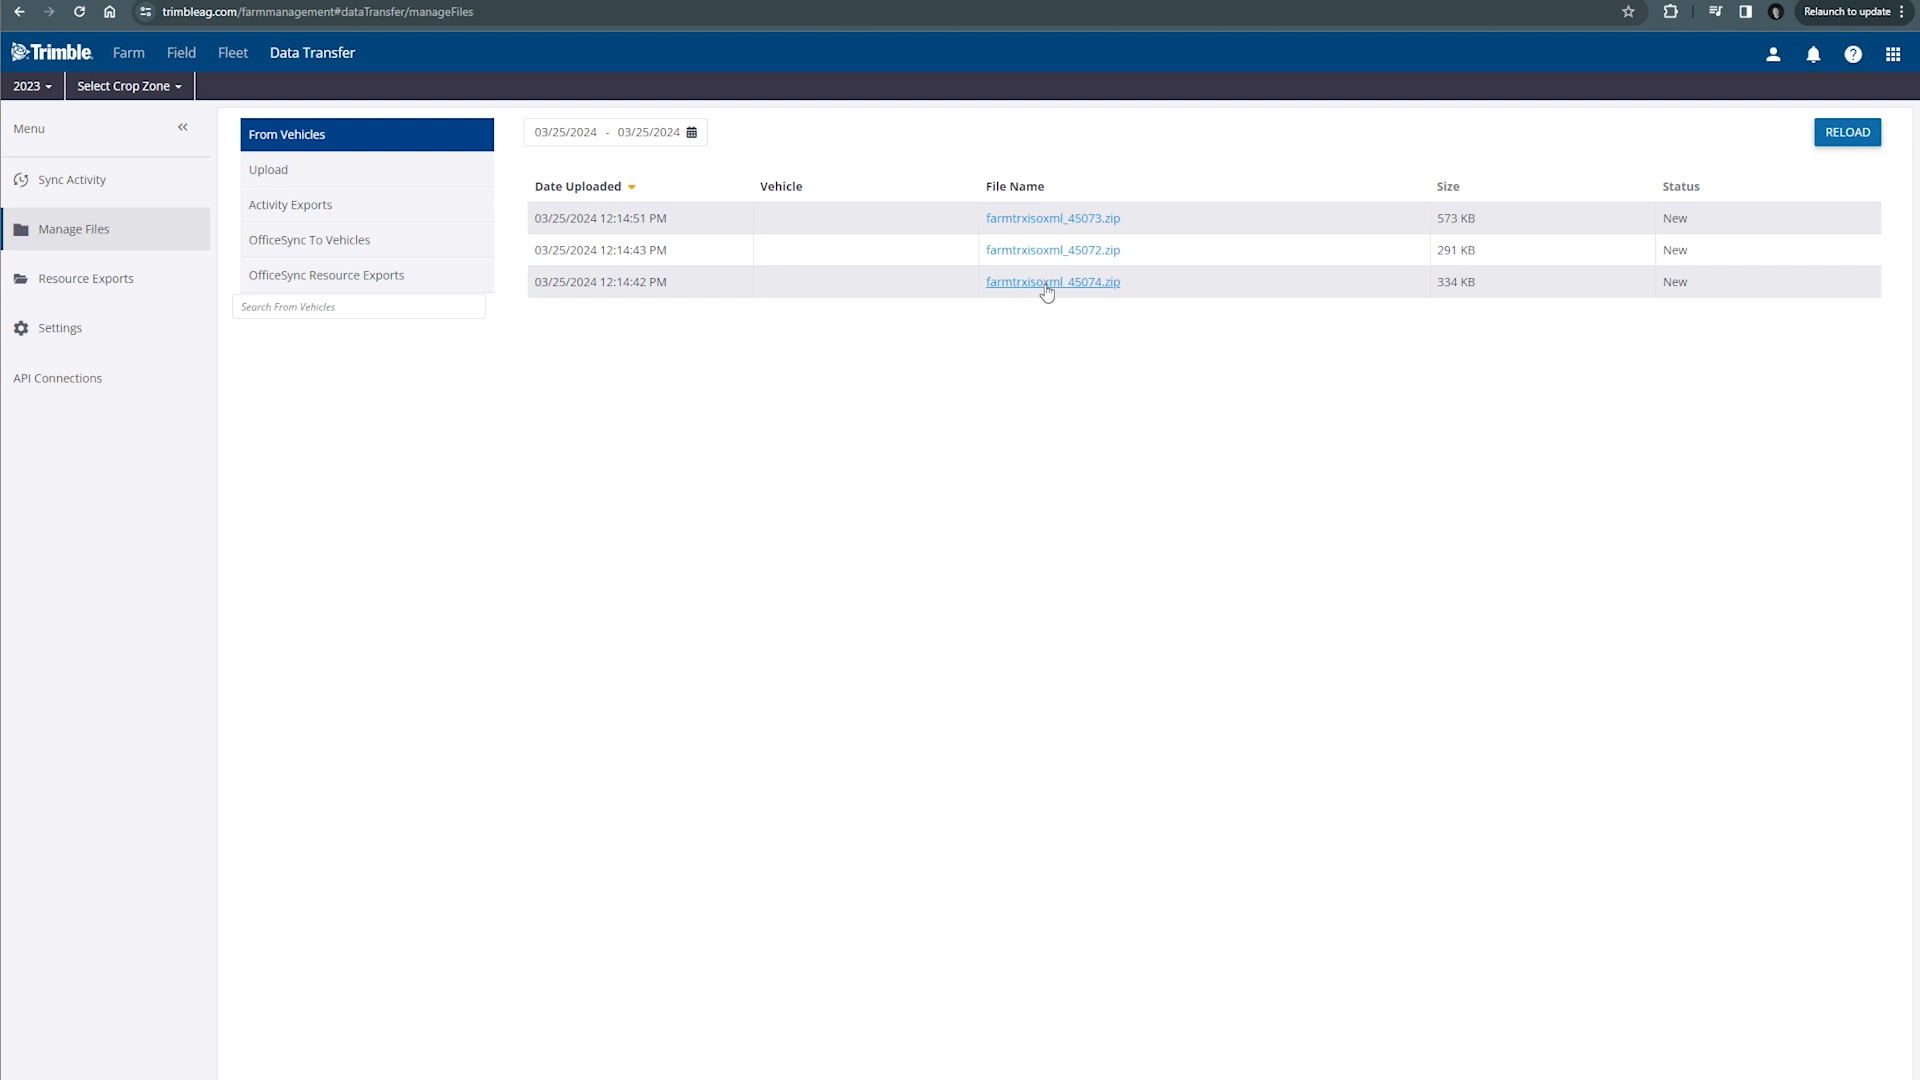 trimbleag.com/farmmanagement#dataTransfer/manageFiles
Relaunch to update
Trimble.
Farm
Field
Fleet
Data Transfer
2023
Select Crop Zone
Menu
Sync Activity
Manage Files
Resource Exports
Settings
API Connections
From Vehicles
Upload
Activity Exports
OfficeSync To Vehicles
OfficeSync Resource Exports
Search From Vehicles
03/25/2024 - 03/25/2024
RELOAD
Date Uploaded Vehicle File Name Size Status
03/25/2024 12:14:51 PM farmtrxisoxml_45073.zip 573 KB New
03/25/2024 12:14:43 PM farmtrxisoxml_45072.zip 291 KB New
03/25/2024 12:14:42 PM farmtrxisoxml_45074.zip 334 KB New